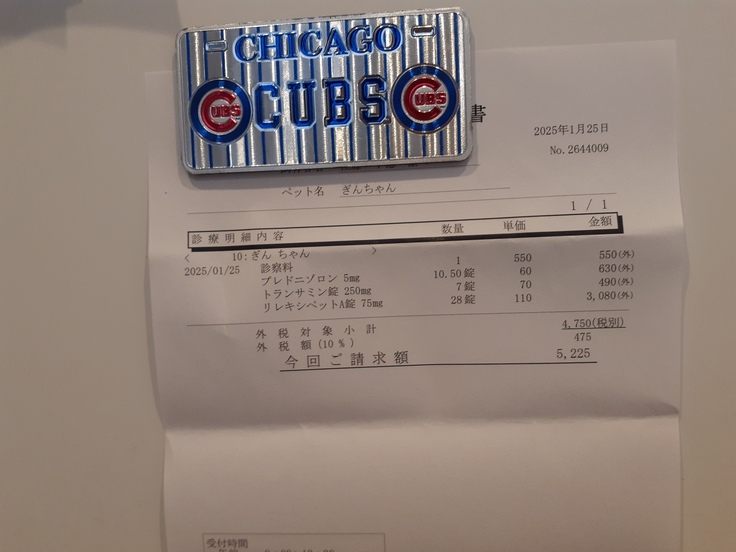 CHICAGO
CUBS
CUBS
CUBS
書
2025年1月25日
No. 2644009
ペット名 ぎんちゃん
1 / 1
診療明細内容 数量 単価 金額
< 10:ぎん ちゃん >
2025/01/25 診察料 1 550 550(外)
プレドニゾロン 5mg 10.50錠 60 630(外)
トランサミン錠 250mg 7錠 70 490(外)
リレキシペットA錠 75mg 28錠 110 3,080(外)
外税対象小計 4,750(税別)
外税額(10%) 475
今回ご請求額 5,225
受付時間